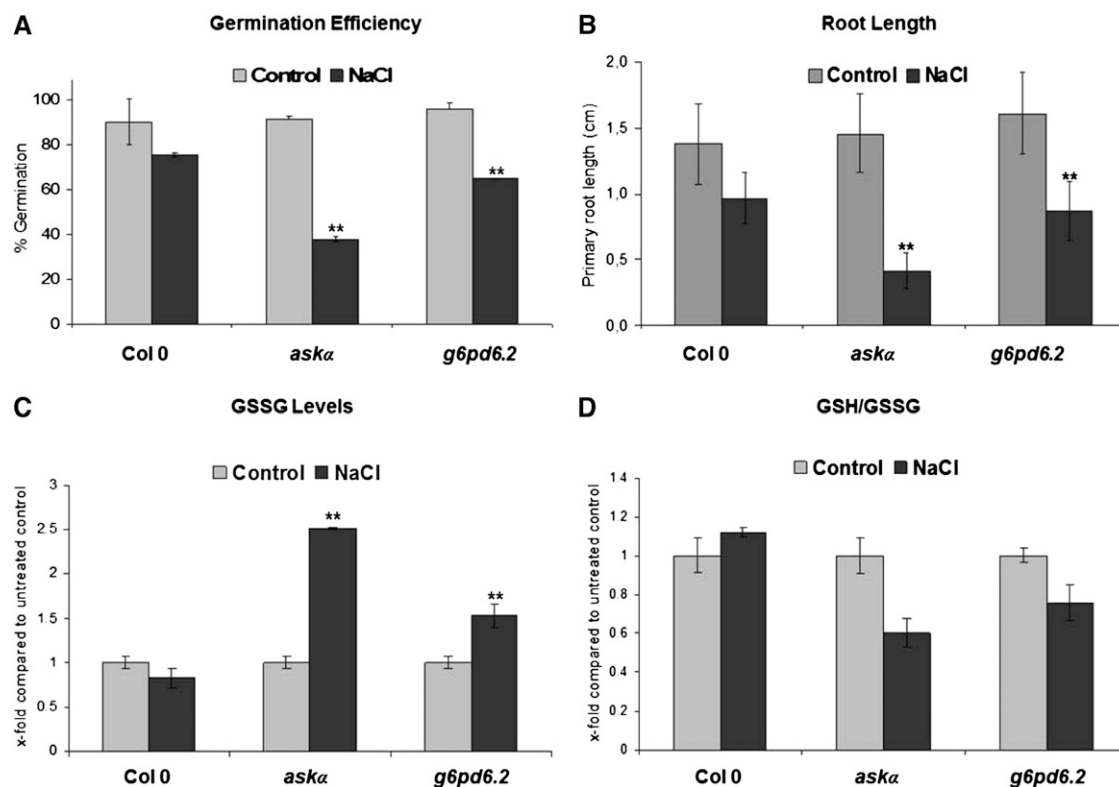 A
Germination Efficiency
Control NaCl
% Germination
100
80
60
40
20
0
**
**
Col 0 askα g6pd6.2
B
Root Length
Control NaCl
Primary root length (cm)
2,0
1,5
1,0
0,5
0,0
**
**
Col 0 askα g6pd6.2
C
GSSG Levels
Control NaCl
x-fold compared to untreated control
3
2.5
2
1.5
1
0.5
0
**
**
Col 0 askα g6pd6.2
D
GSH/GSSG
Control NaCl
x-fold compared to untreated control
1.4
1.2
1
0.8
0.6
0.4
0.2
0
Col 0 askα g6pd6.2